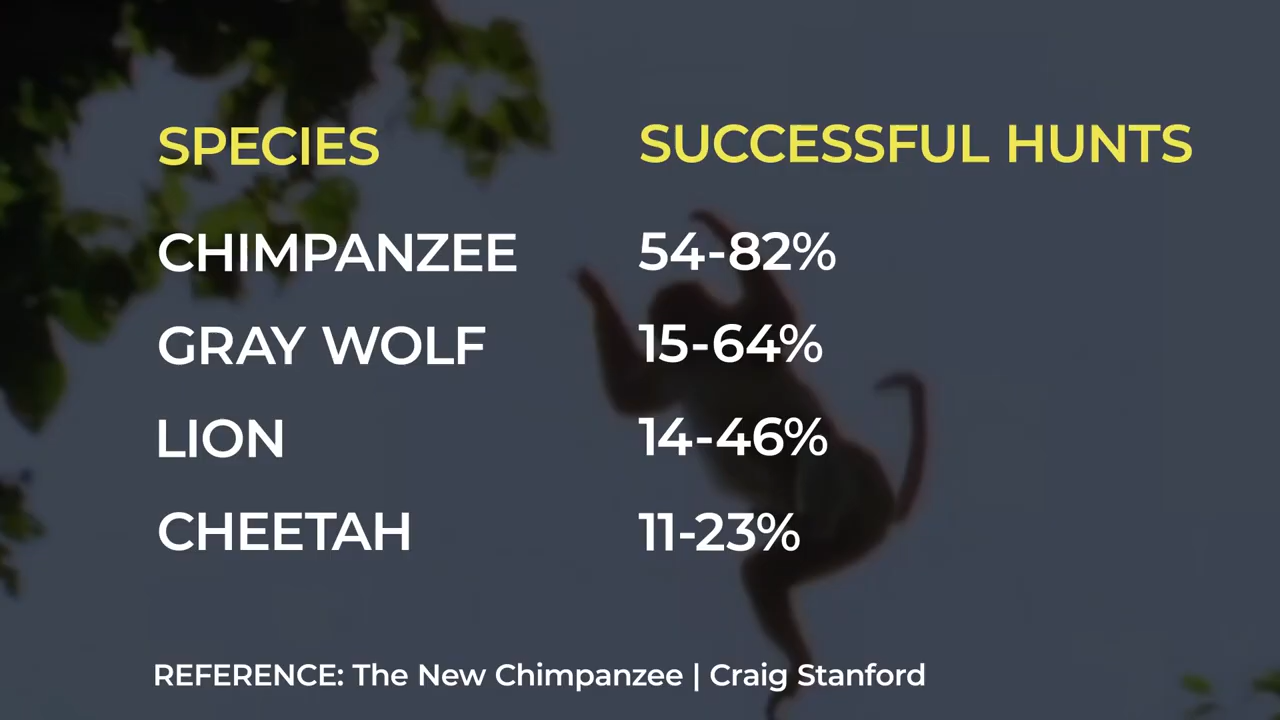 SPECIES SUCCESSFUL HUNTS
CHIMPANZEE 54-82%
GRAY WOLF 15-64%
LION 14-46%
CHEETAH 11-23%
REFERENCE: The New Chimpanzee | Craig Stanford